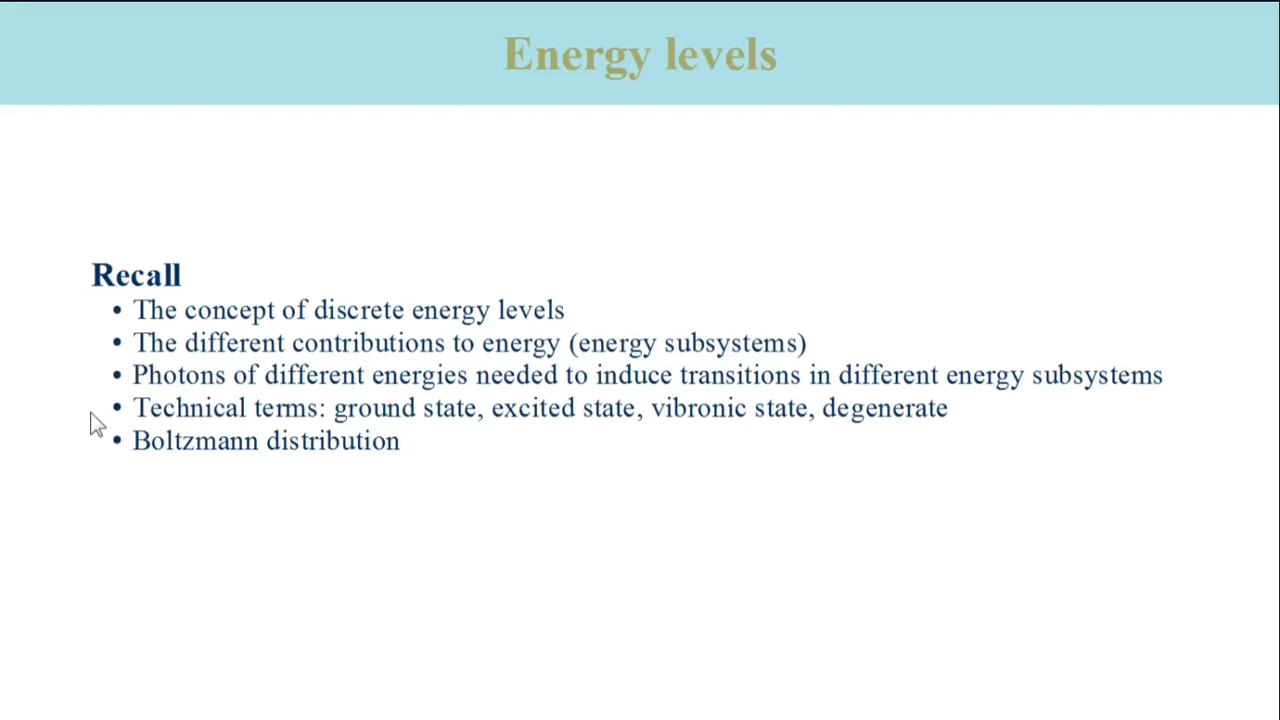 Energy levels
Recall
• The concept of discrete energy levels
• The different contributions to energy (energy subsystems)
• Photons of different energies needed to induce transitions in different energy subsystems
• Technical terms: ground state, excited state, vibronic state, degenerate
• Boltzmann distribution